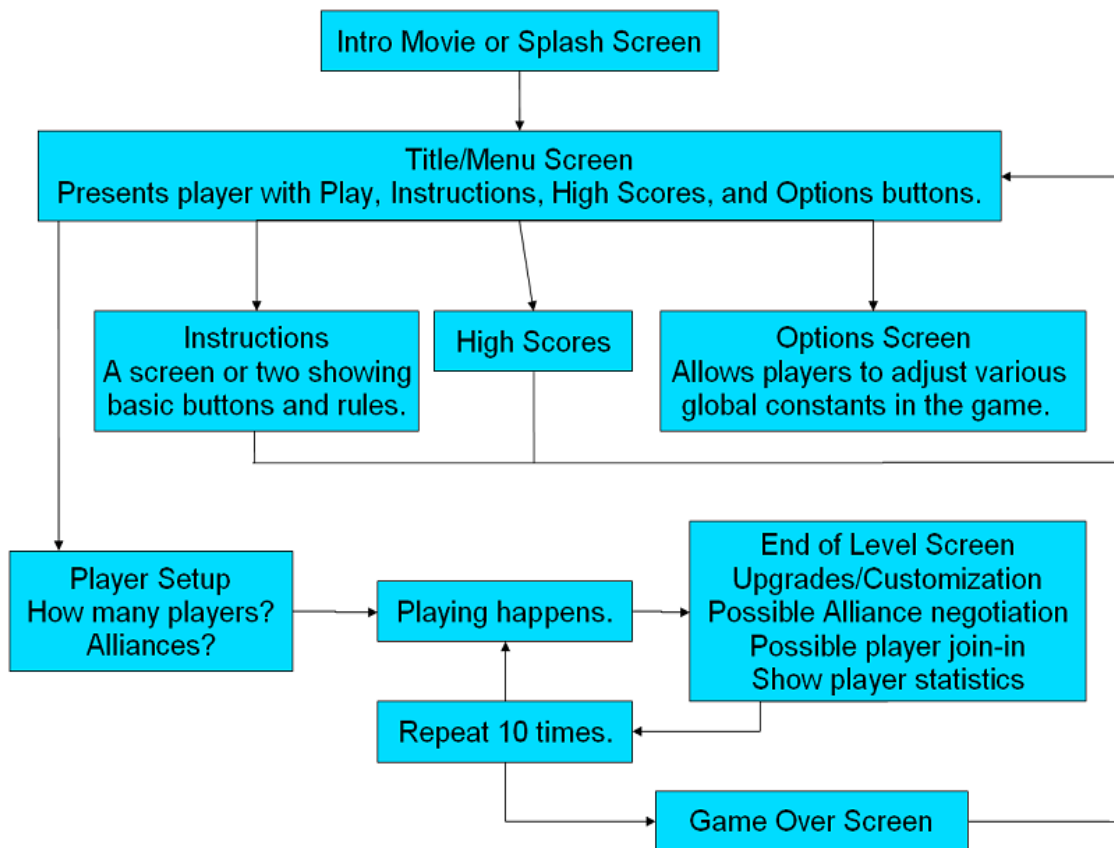 Intro Movie or Splash Screen
Title/Menu Screen
Presents player with Play, Instructions, High Scores, and Options buttons.
Instructions
A screen or two showing
basic buttons and rules.
High Scores
Options Screen
Allows players to adjust various
global constants in the game.
Player Setup
How many players?
Alliances?
Playing happens.
End of Level Screen
Upgrades/Customization
Possible Alliance negotiation
Possible player join-in
Show player statistics
Repeat 10 times.
Game Over Screen